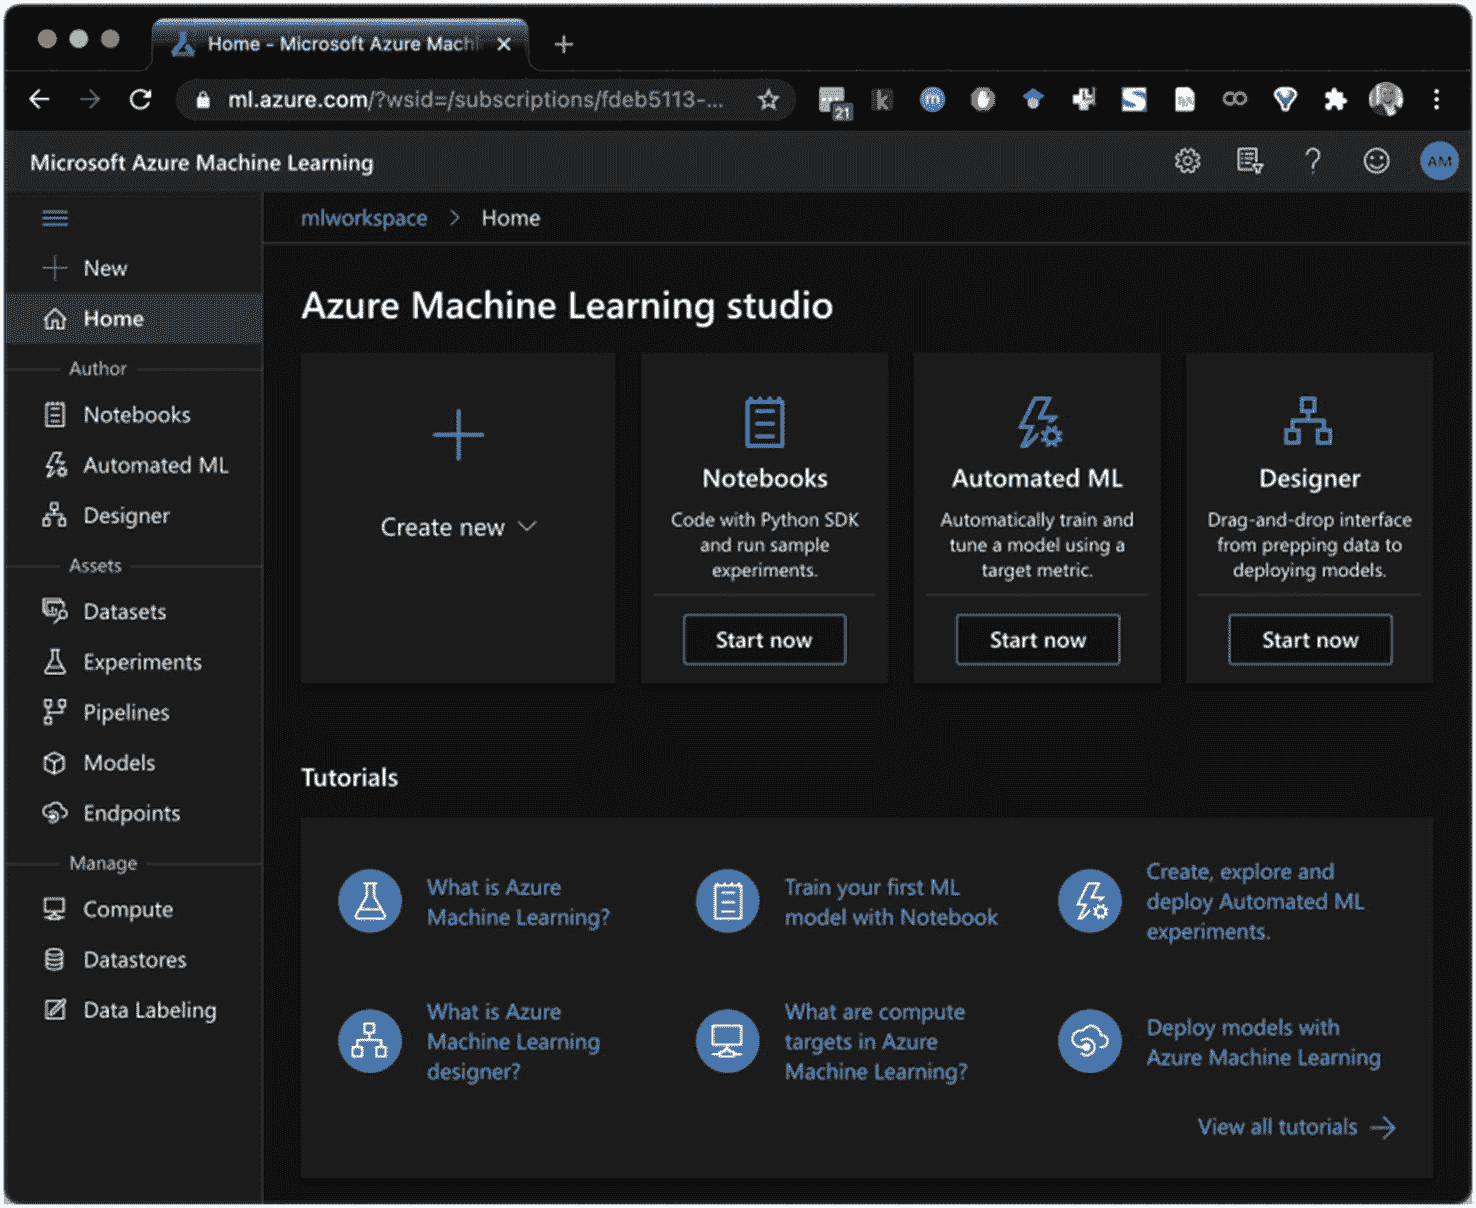 Home - Microsoft Azure Mach
ml.azure.com/?wsid=/subscriptions/fdeb5113-...
21
k
m
Microsoft Azure Machine Learning
AM
mlworkspace > Home
New
Home
Author
Notebooks
Automated ML
Designer
Assets
Datasets
Experiments
Pipelines
Models
Endpoints
Manage
Compute
Datastores
Data Labeling
Azure Machine Learning studio
Create new
Notebooks
Code with Python SDK
and run sample
experiments.
Start now
Automated ML
Automatically train and
tune a model using a
target metric.
Start now
Designer
Drag-and-drop interface
from prepping data to
deploying models.
Start now
Tutorials
What is Azure
Machine Learning?
Train your first ML
model with Notebook
Create, explore and
deploy Automated ML
experiments.
What is Azure
Machine Learning
designer?
What are compute
targets in Azure
Machine Learning?
Deploy models with
Azure Machine Learning
View all tutorials